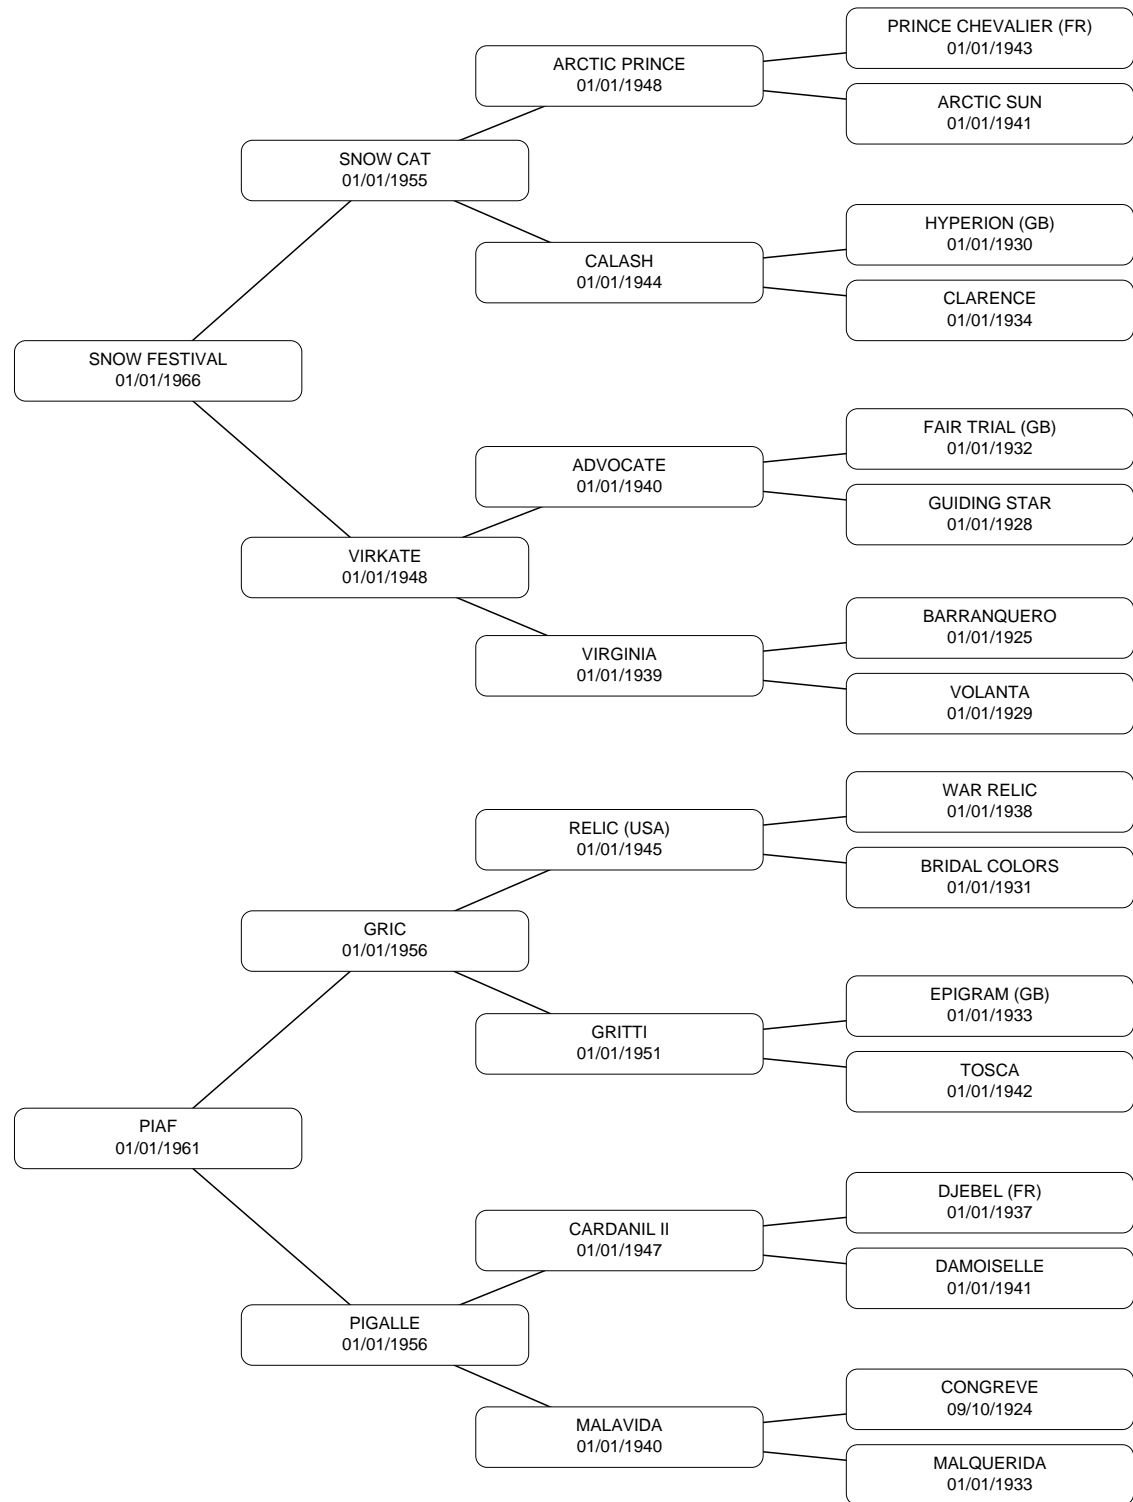 PRINCE CHEVALIER (FR)
01/01/1943
ARCTIC PRINCE
01/01/1948
ARCTIC SUN
01/01/1941
SNOW CAT
01/01/1955
HYPERION (GB)
01/01/1930
CALASH
01/01/1944
CLARENCE
01/01/1934
SNOW FESTIVAL
01/01/1966
FAIR TRIAL (GB)
01/01/1932
ADVOCATE
01/01/1940
GUIDING STAR
01/01/1928
VIRKATE
01/01/1948
BARRANQUERO
01/01/1925
VIRGINIA
01/01/1939
VOLANTA
01/01/1929
WAR RELIC
01/01/1938
RELIC (USA)
01/01/1945
BRIDAL COLORS
01/01/1931
GRIC
01/01/1956
EPIGRAM (GB)
01/01/1933
GRITTI
01/01/1951
TOSCA
01/01/1942
PIAF
01/01/1961
DJEBEL (FR)
01/01/1937
CARDANIL II
01/01/1947
DAMOISELLE
01/01/1941
PIGALLE
01/01/1956
CONGREVE
09/10/1924
MALAVIDA
01/01/1940
MALQUERIDA
01/01/1933